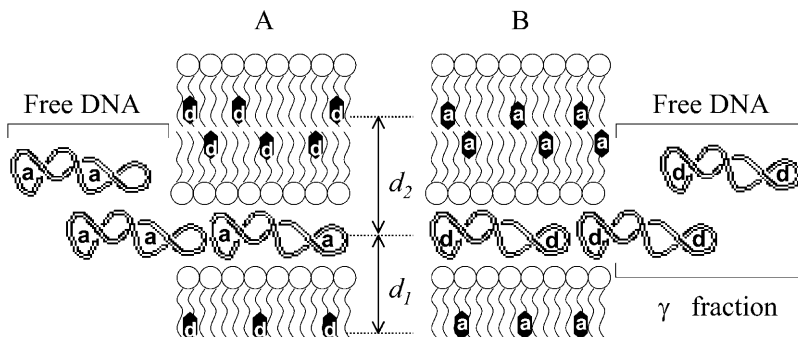 A B
Free DNA Free DNA
d d d a a a
d d d a a a
a a d d
d2
a a a a d d d d
d1
γ fraction
d d d a a a